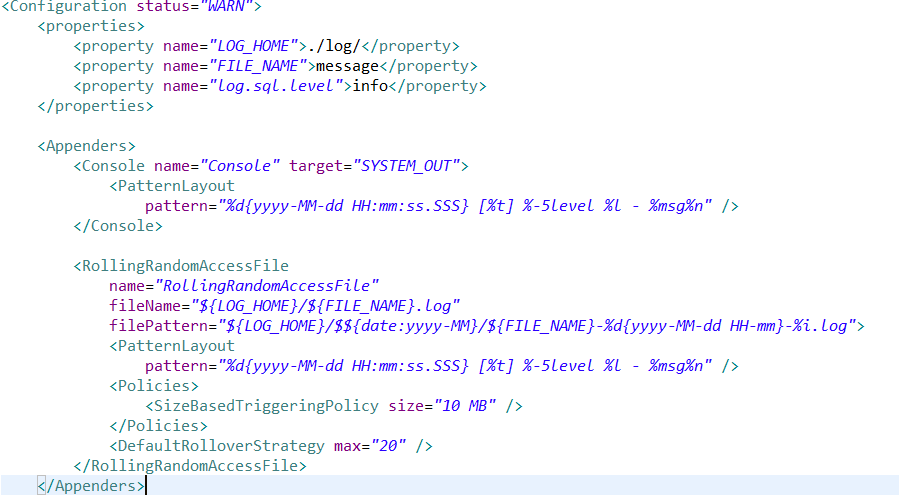 <Configuration status="WARN">
    <properties>
        <property name="LOG_HOME">./log/</property>
        <property name="FILE_NAME">message</property>
        <property name="log.sql.level">info</property>
    </properties>

    <Appenders>
        <Console name="Console" target="SYSTEM_OUT">
            <PatternLayout
                pattern="%d{yyyy-MM-dd HH:mm:ss.SSS} [%t] %-5level %l - %msg%n" />
        </Console>

        <RollingRandomAccessFile
            name="RollingRandomAccessFile"
            fileName="${LOG_HOME}/${FILE_NAME}.log"
            filePattern="${LOG_HOME}/$${date:yyyy-MM}/${FILE_NAME}-%d{yyyy-MM-dd HH-mm}-%i.log">
            <PatternLayout
                pattern="%d{yyyy-MM-dd HH:mm:ss.SSS} [%t] %-5level %l - %msg%n" />
            <Policies>
                <SizeBasedTriggeringPolicy size="10 MB" />
            </Policies>
            <DefaultRolloverStrategy max="20" />
        </RollingRandomAccessFile>
    </Appenders>